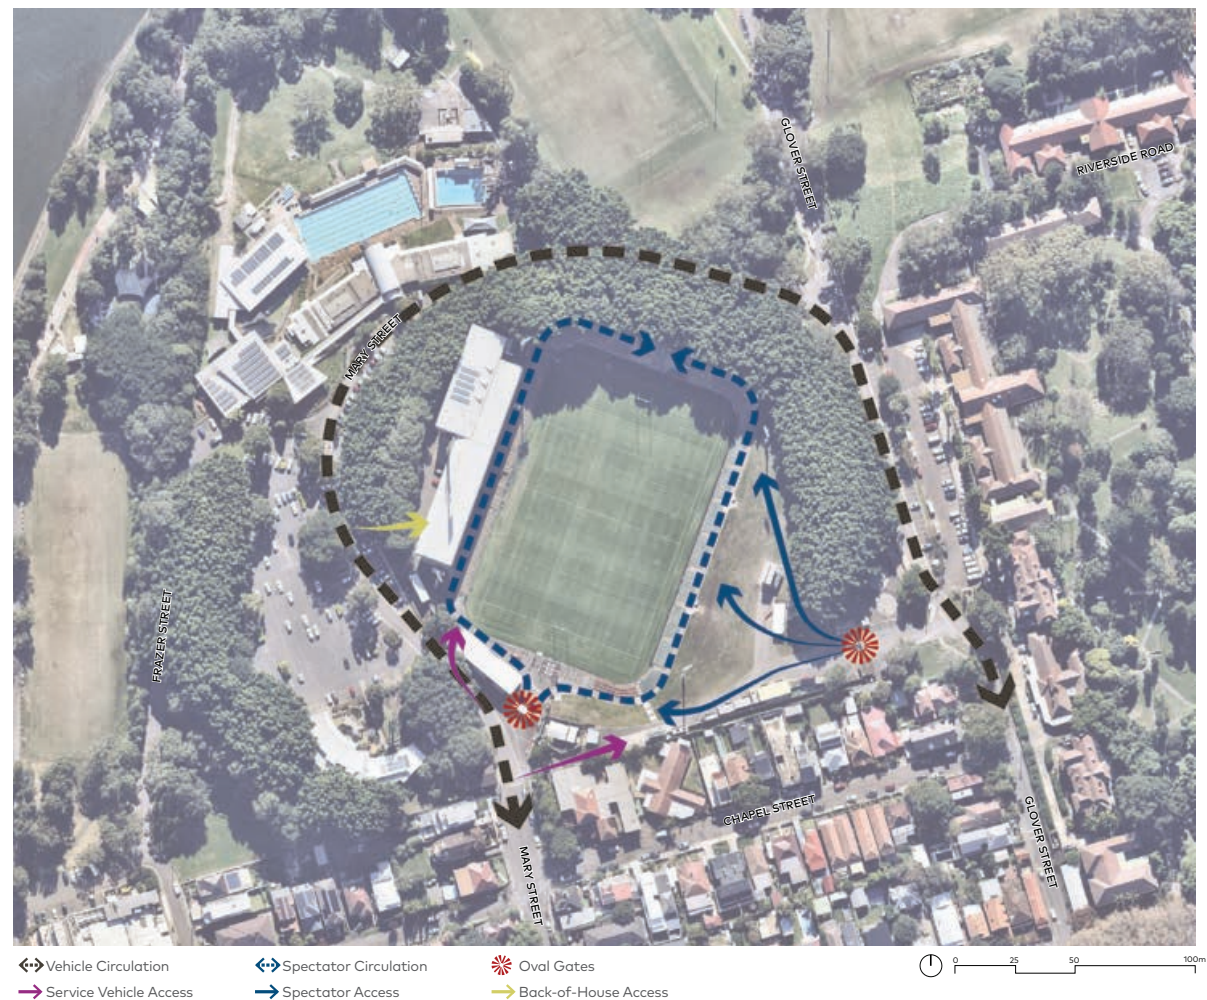 GLOVER STREET
RIVERSIDE ROAD
MARY STREET
FRAZER STREET
CHAPEL STREET
GLOVER STREET
MARY STREET
Vehicle Circulation
Spectator Circulation
Oval Gates
0 25 50 100m
Service Vehicle Access
Spectator Access
Back-of-House Access